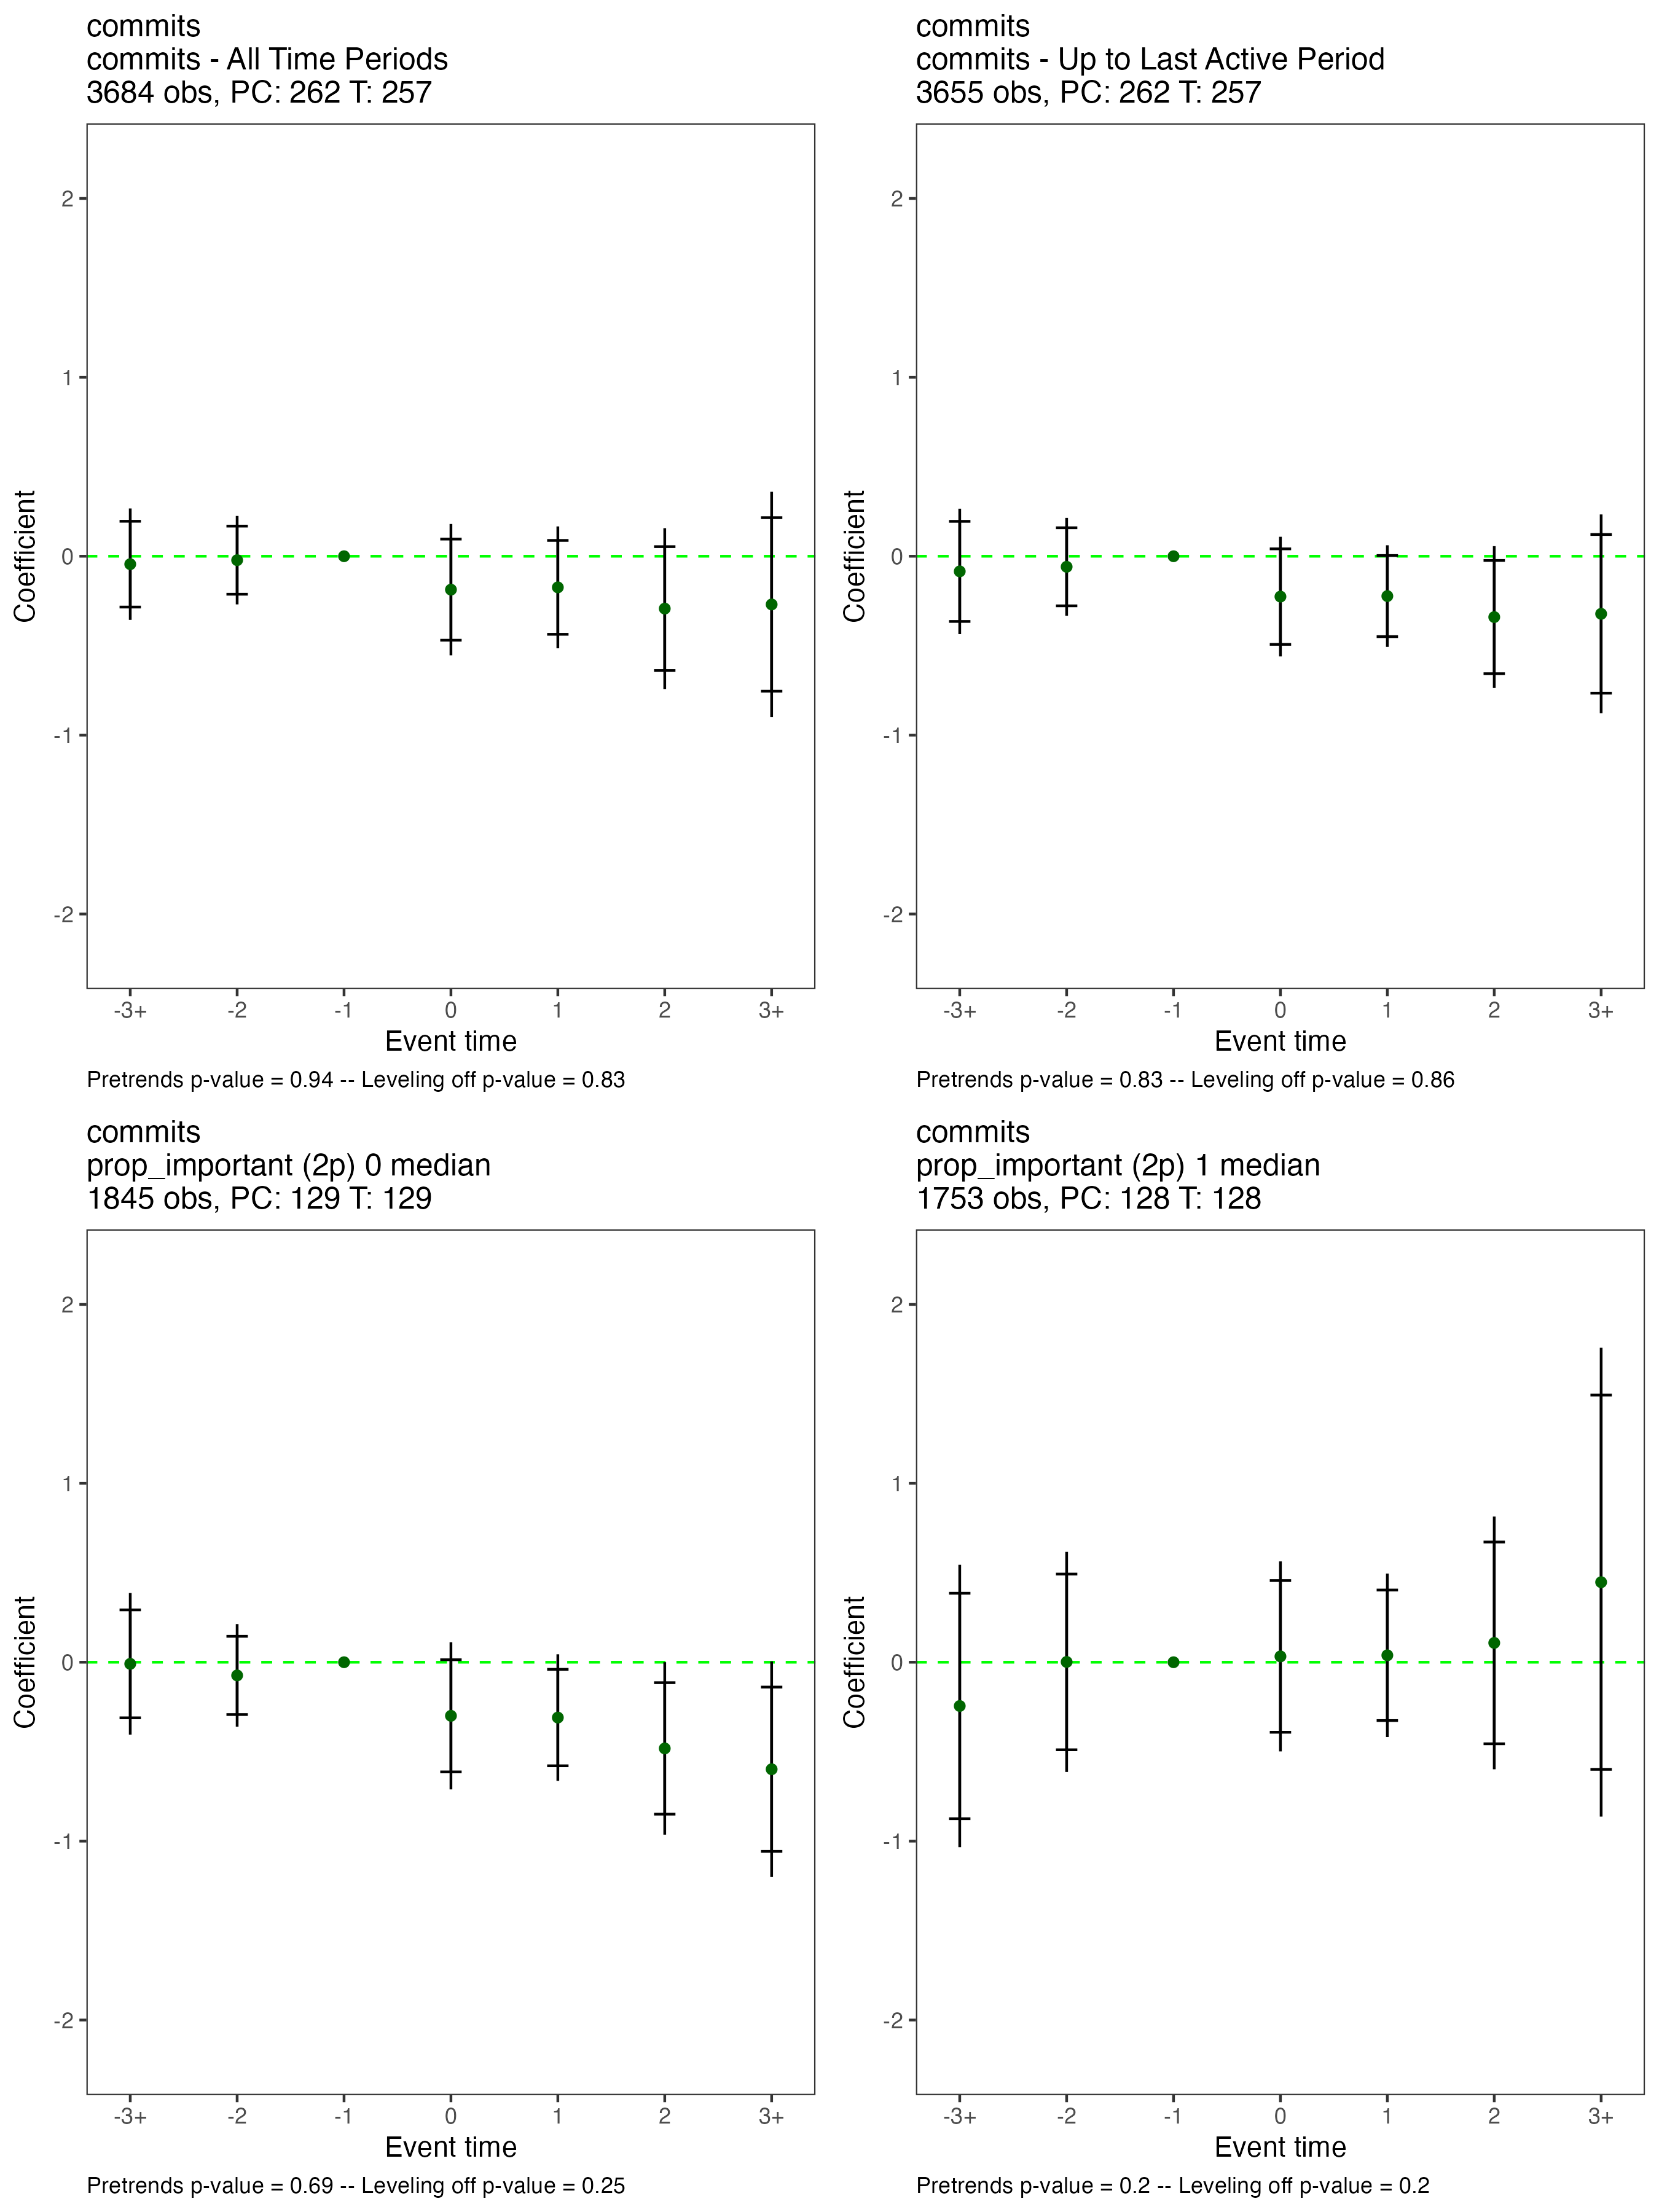 commits
commits - All Time Periods
3684 obs, PC: 262 T: 257
2
1
0
-1
-2
Coefficient
-3+ -2 -1 0 1 2 3+
Event time
Pretrends p-value = 0.94 -- Leveling off p-value = 0.83
commits
commits - Up to Last Active Period
3655 obs, PC: 262 T: 257
2
1
0
-1
-2
Coefficient
-3+ -2 -1 0 1 2 3+
Event time
Pretrends p-value = 0.83 -- Leveling off p-value = 0.86
commits
prop_important (2p) 0 median
1845 obs, PC: 129 T: 129
2
1
0
-1
-2
Coefficient
-3+ -2 -1 0 1 2 3+
Event time
Pretrends p-value = 0.69 -- Leveling off p-value = 0.25
commits
prop_important (2p) 1 median
1753 obs, PC: 128 T: 128
2
1
0
-1
-2
Coefficient
-3+ -2 -1 0 1 2 3+
Event time
Pretrends p-value = 0.2 -- Leveling off p-value = 0.2